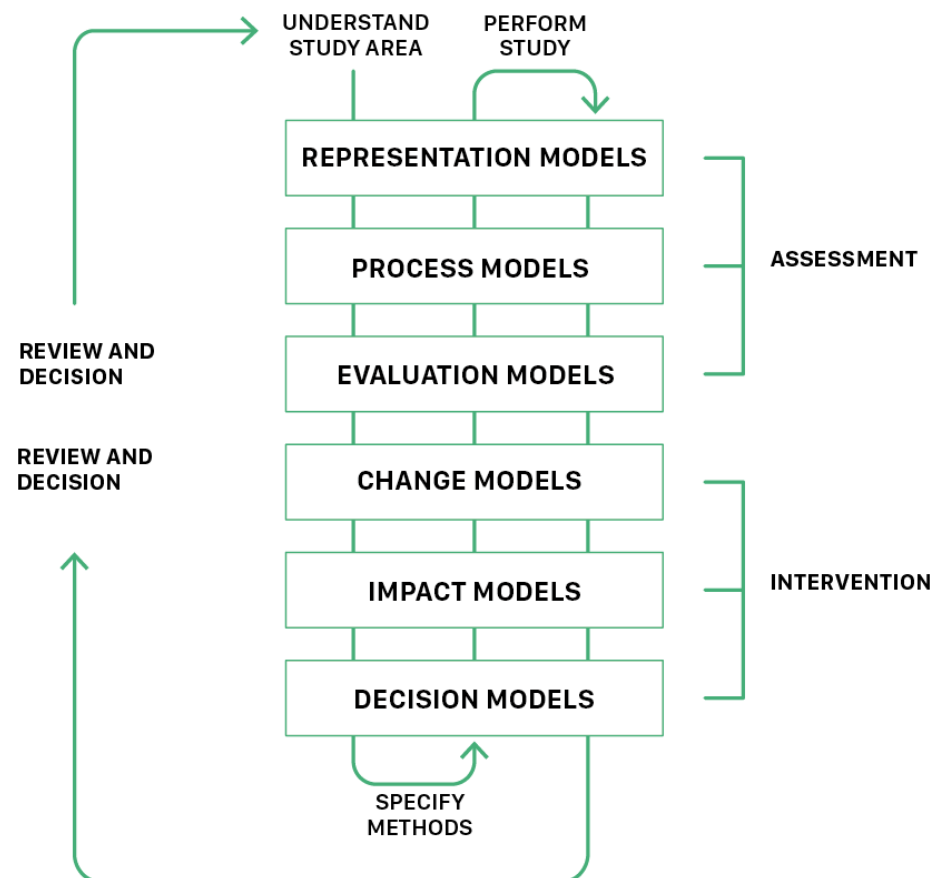 UNDERSTAND
STUDY AREA
PERFORM
STUDY
REPRESENTATION MODELS
PROCESS MODELS
ASSESSMENT
EVALUATION MODELS
REVIEW AND
DECISION
REVIEW AND
DECISION
CHANGE MODELS
IMPACT MODELS
INTERVENTION
DECISION MODELS
SPECIFY
METHODS